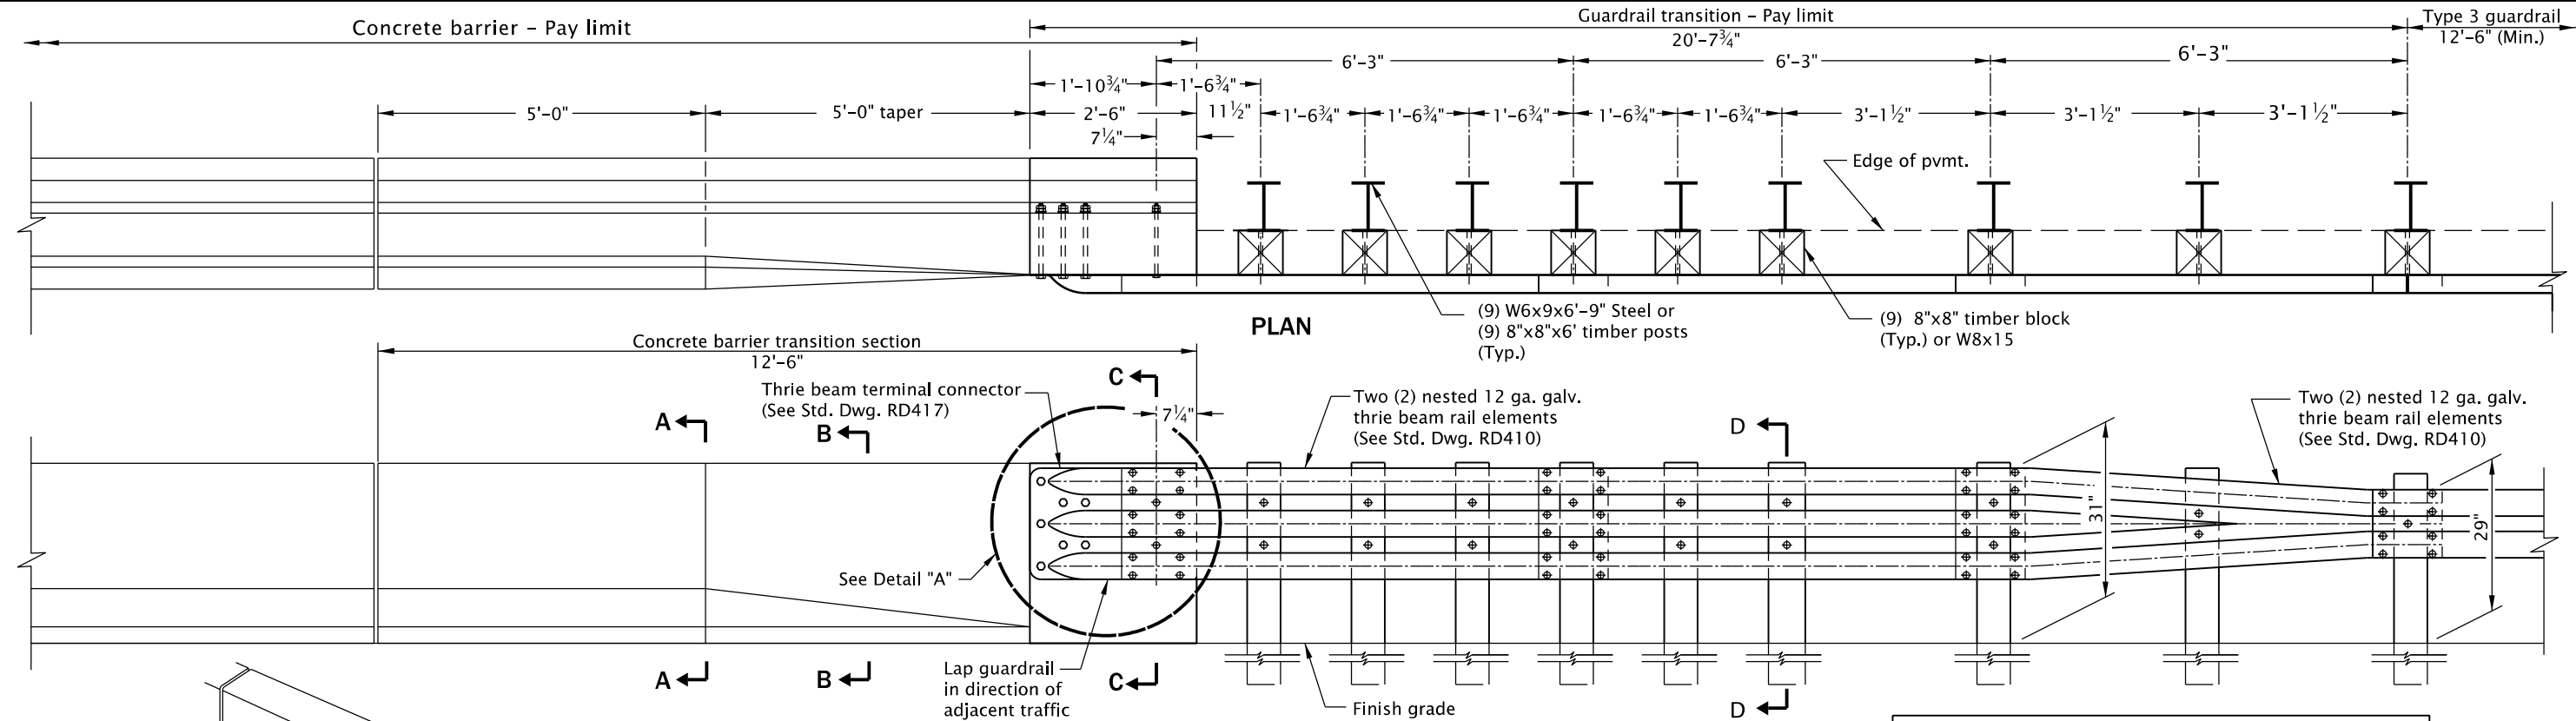 Concrete barrier – Pay limit
Guardrail transition – Pay limit
20'-7¾"
Type 3 guardrail
12'-6" (Min.)
6'-3"
6'-3"
6'-3"
1'-10¾"
1'-6¾"
5'-0"
5'-0" taper
2'-6"
11½"
1'-6¾"
1'-6¾"
1'-6¾"
1'-6¾"
1'-6¾"
3'-1½"
3'-1½"
3'-1½"
7¼"
Edge of pvmt.
PLAN
(9) W6x9x6'-9" Steel or
(9) 8"x8"x6' timber posts
(Typ.)
(9) 8"x8" timber block
(Typ.) or W8x15
Concrete barrier transition section
12'-6"
Thrie beam terminal connector
(See Std. Dwg. RD417)
C
7¼"
Two (2) nested 12 ga. galv.
thrie beam rail elements
(See Std. Dwg. RD410)
Two (2) nested 12 ga. galv.
thrie beam rail elements
(See Std. Dwg. RD410)
A
B
D
31"
29"
See Detail "A"
A
B
C
D
Lap guardrail
in direction of
adjacent traffic
Finish grade